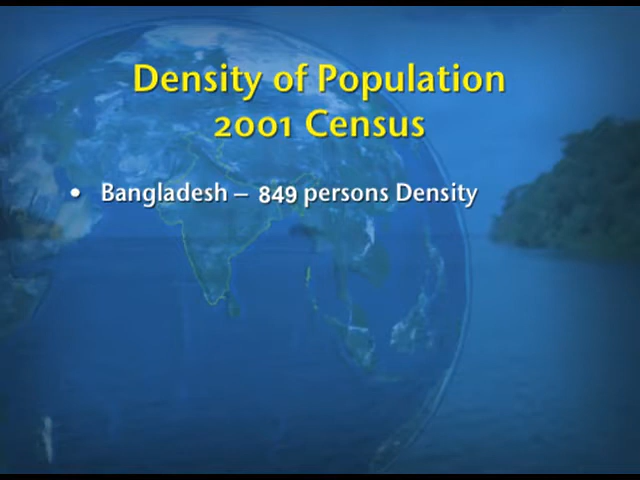 Density of Population
2001 Census
• Bangladesh – 849 persons Density